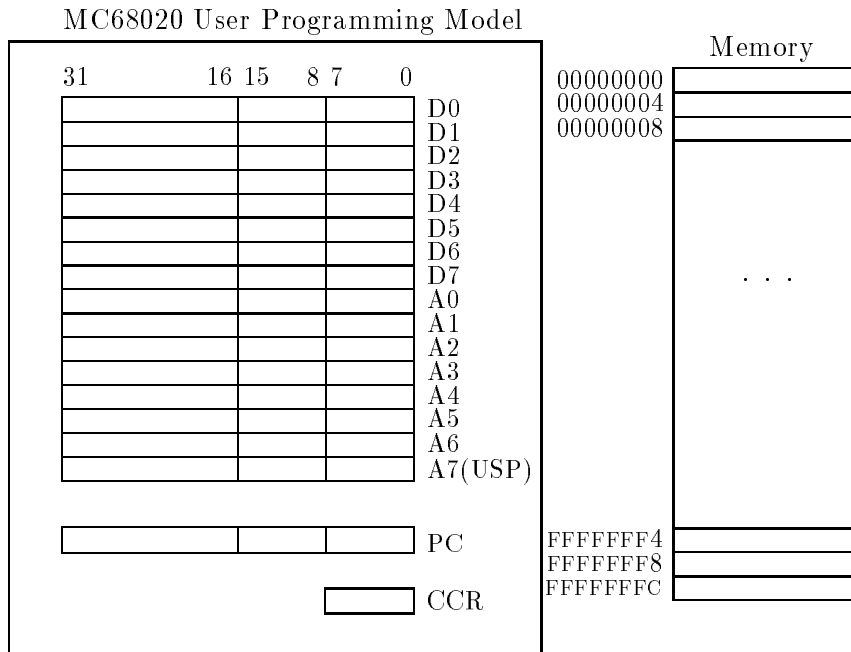 MC68020 User Programming Model
Memory
31 16 15 8 7 0
D0
D1
D2
D3
D4
D5
D6
D7
A0
A1
A2
A3
A4
A5
A6
A7(USP)
PC
CCR
00000000
00000004
00000008
. . .
FFFFFFF4
FFFFFFF8
FFFFFFFC